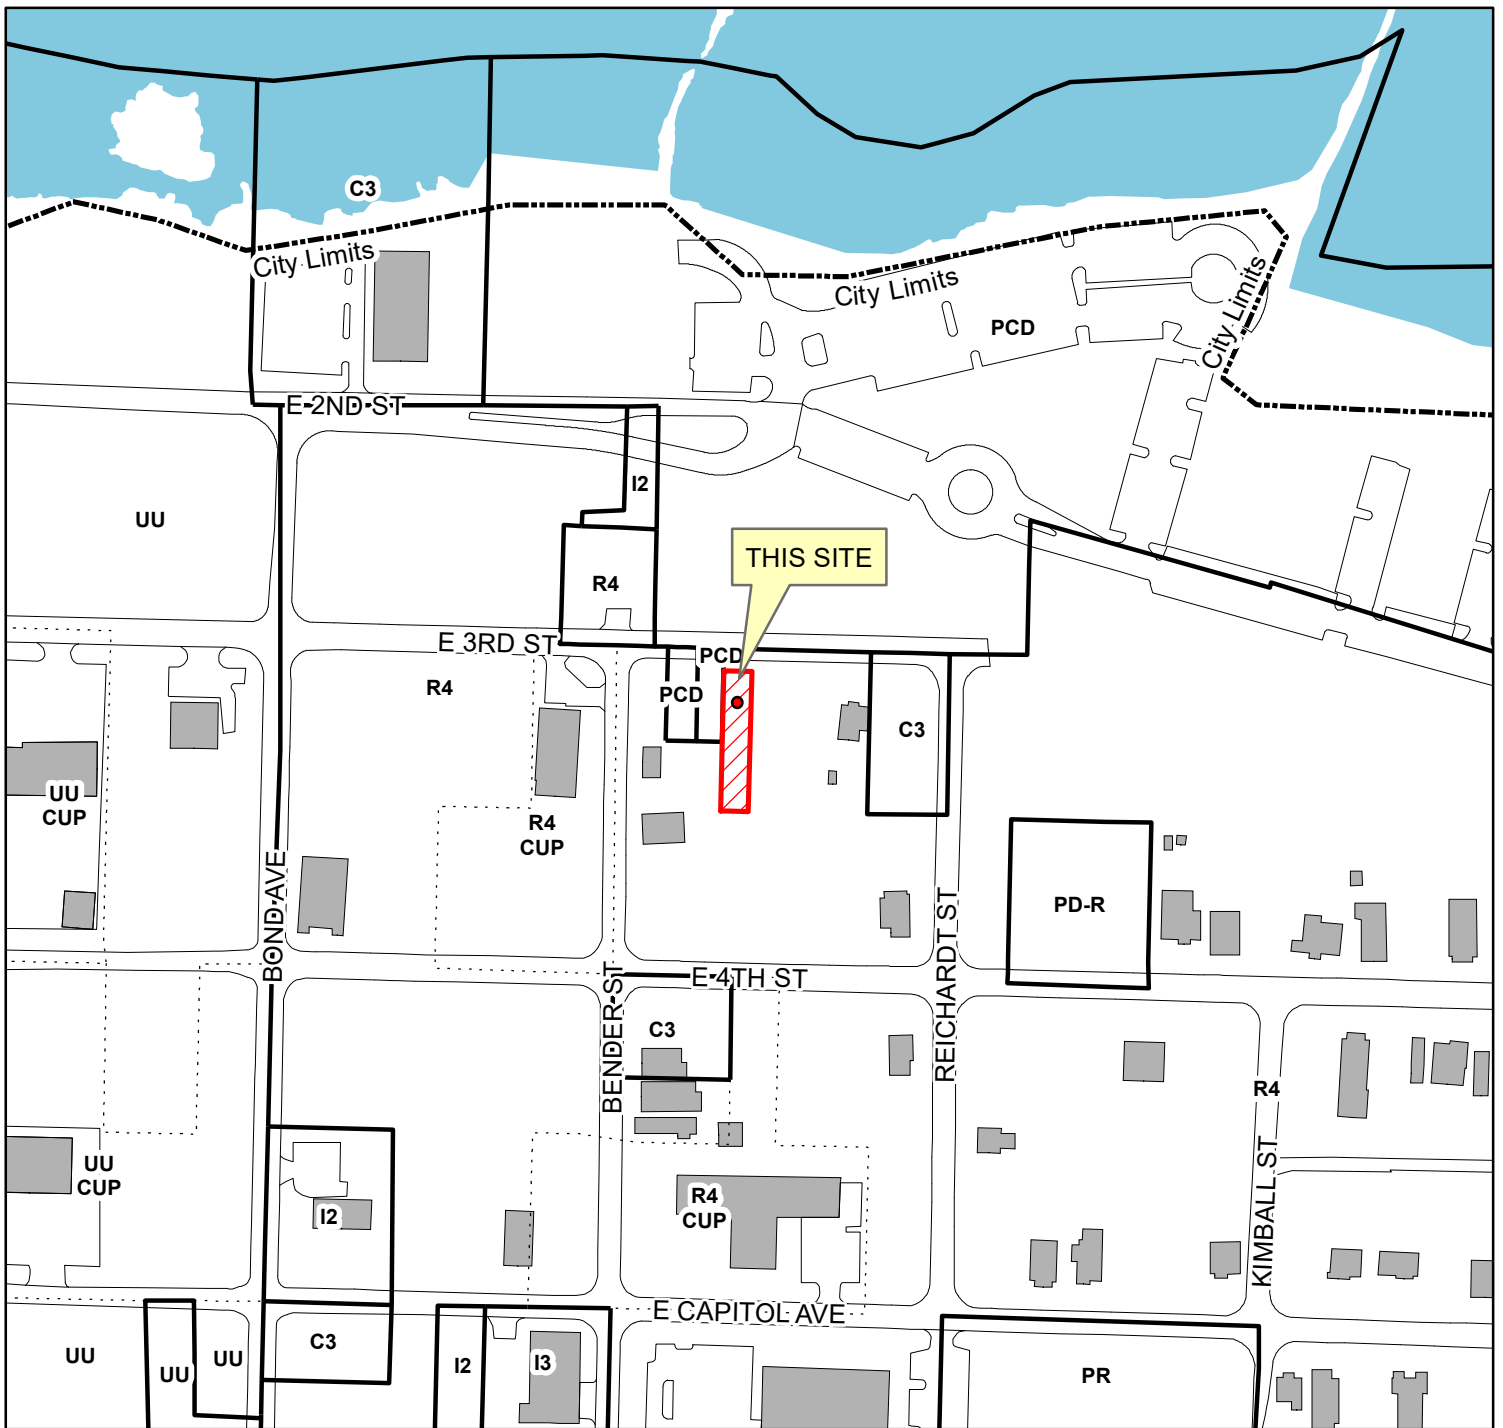 C3
City Limits
City Limits
City Limits
PCD
E 2ND ST
I2
UU
THIS SITE
R4
E 3RD ST
PCD
R4
PCD
C3
UU
CUP
R4
CUP
BOND AVE
PD-R
REICHARDT ST
E 4TH ST
BENDER ST
C3
R4
UU
CUP
I2
R4
CUP
KIMBALL ST
E CAPITOL AVE
C3
UU
UU
UU
I2
I3
PR